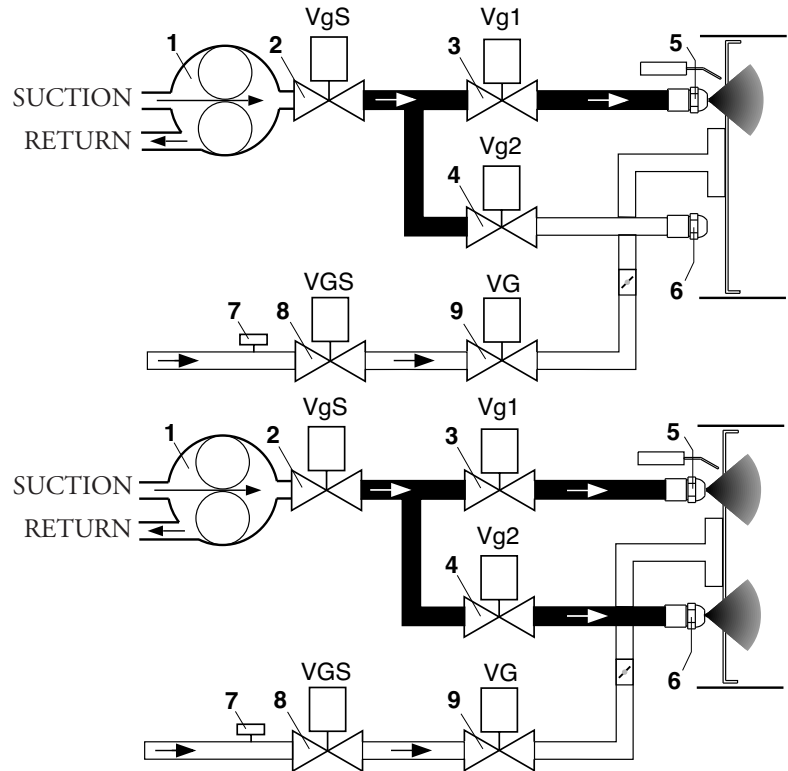 VgS Vg1
1 2 3 5
SUCTION
RETURN
Vg2
4
6
VGS VG
7 8 9
VgS Vg1
1 2 3 5
SUCTION
RETURN
Vg2
4
6
VGS VG
7 8 9